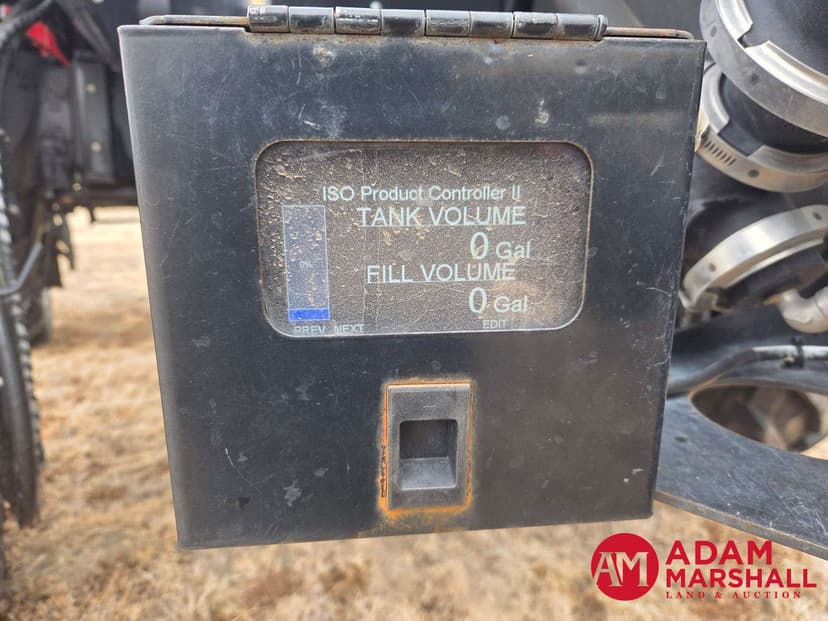 ISO Product Controller II
TANK VOLUME
0%
0 Gal
FILL VOLUME
0 Gal
PREV NEXT EDIT
AM ADAM
MARSHALL
LAND & AUCTION